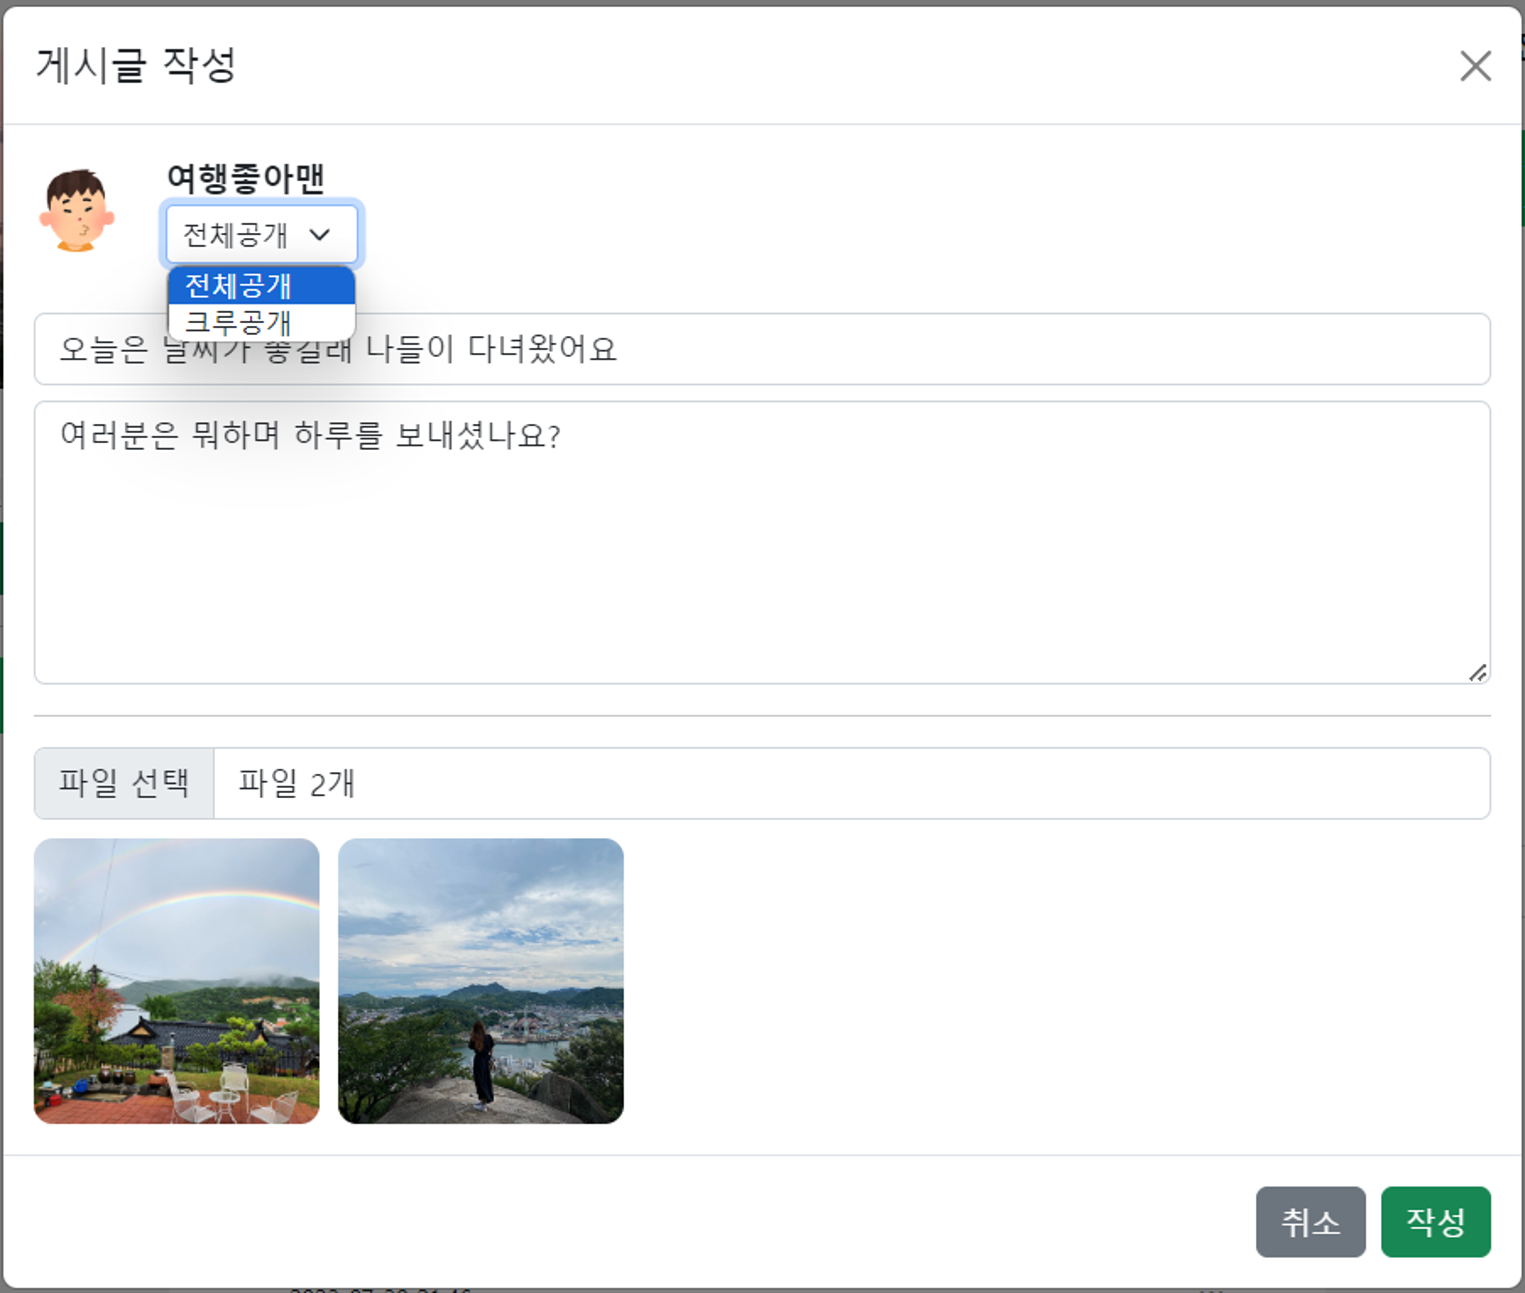 게시글 작성
여행좋아맨
전체공개
전체공개
크루공개
오늘은 날씨가 좋길래 나들이 다녀왔어요
여러분은 뭐하며 하루를 보내셨나요?
파일 선택 파일 2개
취소 작성